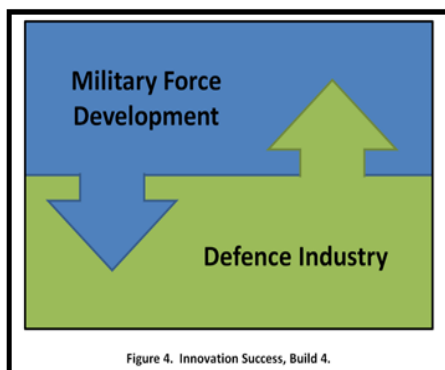 Military Force
Development
Defence Industry
Figure 4.  Innovation Success, Build 4.